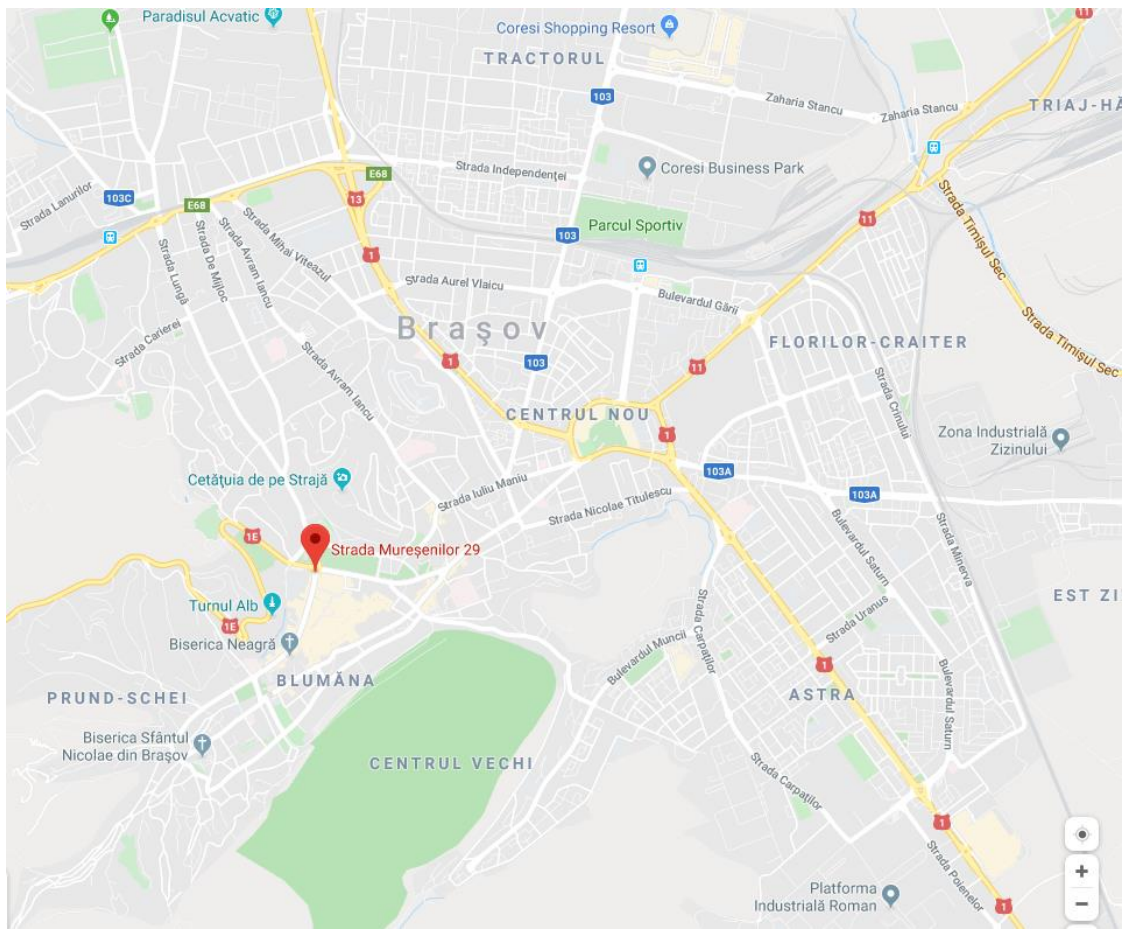 Paradisul Acvatic
Coresi Shopping Resort
11
TRACTORUL
103
Zaharia Stancu
Zaharia Stancu
TRIAJ-HĂ
Strada Independenței
E68
Coresi Business Park
Strada Lanurilor
103C
E68
13
11
Strada Timișul Sec
Parcul Sportiv
103
1
Strada Lungă
Strada De Mijloc
Strada Avram Iancu
Strada Mihai Viteazul
Strada Aurel Vlaicu
Bulevardul Gării
Strada Timișul Sec
Strada Carierei
Brașov
1
103
11
FLORILOR-CRAITER
Strada Avram Iancu
Strada Crinului
CENTRUL NOU
1
Zona Industrială
Zizinului
103A
103A
Cetățuia de pe Strajă
Strada Iuliu Maniu
Strada Nicolae Titulescu
1E
Strada Mureșenilor 29
1
Bulevardul Saturn
Strada Minerva
Turnul Alb
1E
Biserica Neagră
Strada Carpaților
Bulevardul Muncii
Strada Uranus
EST ZI
BLUMĂNA
1
PRUND-SCHEI
ASTRA
Bulevardul Saturn
Biserica Sfântul
Nicolae din Brașov
CENTRUL VECHI
Strada Carpaților
1
Strada Poienelor
Platforma
Industrială Roman
1
+
−